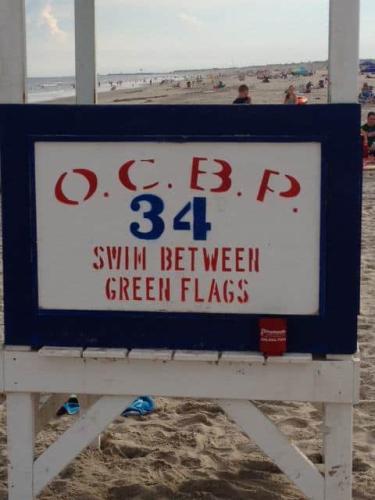 O.C.B.P.
34
SWIM BETWEEN
GREEN FLAGS